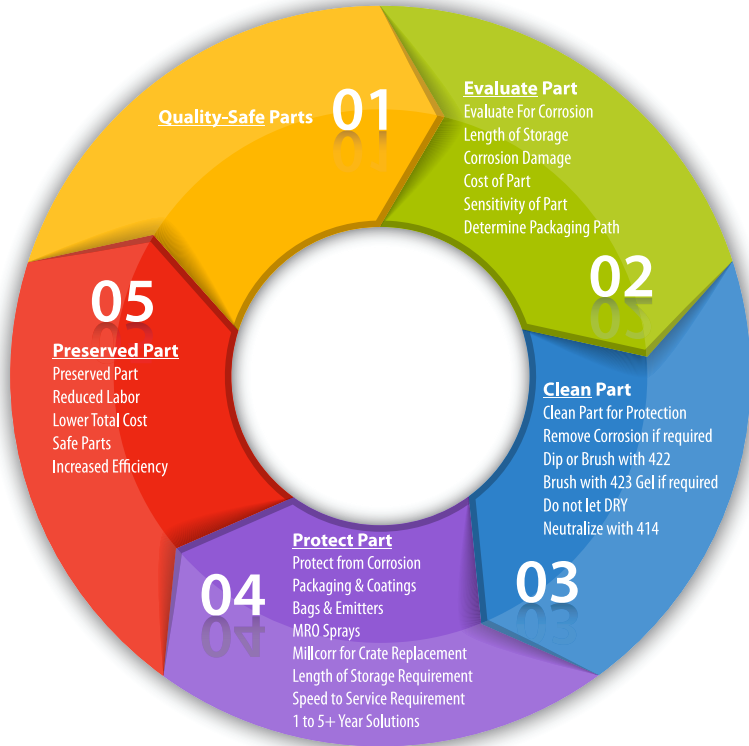 01
Quality-Safe Parts
Evaluate Part
Evaluate For Corrosion
Length of Storage
Corrosion Damage
Cost of Part
Sensitivity of Part
Determine Packaging Path
02
Clean Part
Clean Part for Protection
Remove Corrosion if required
Dip or Brush with 422
Brush with 423 Gel if required
Do not let DRY
Neutralize with 414
03
Protect Part
Protect from Corrosion
Packaging & Coatings
Bags & Emitters
MRO Sprays
Millcorr for Crate Replacement
Length of Storage Requirement
Speed to Service Requirement
1 to 5+ Year Solutions
04
05
Preserved Part
Preserved Part
Reduced Labor
Lower Total Cost
Safe Parts
Increased Efficiency